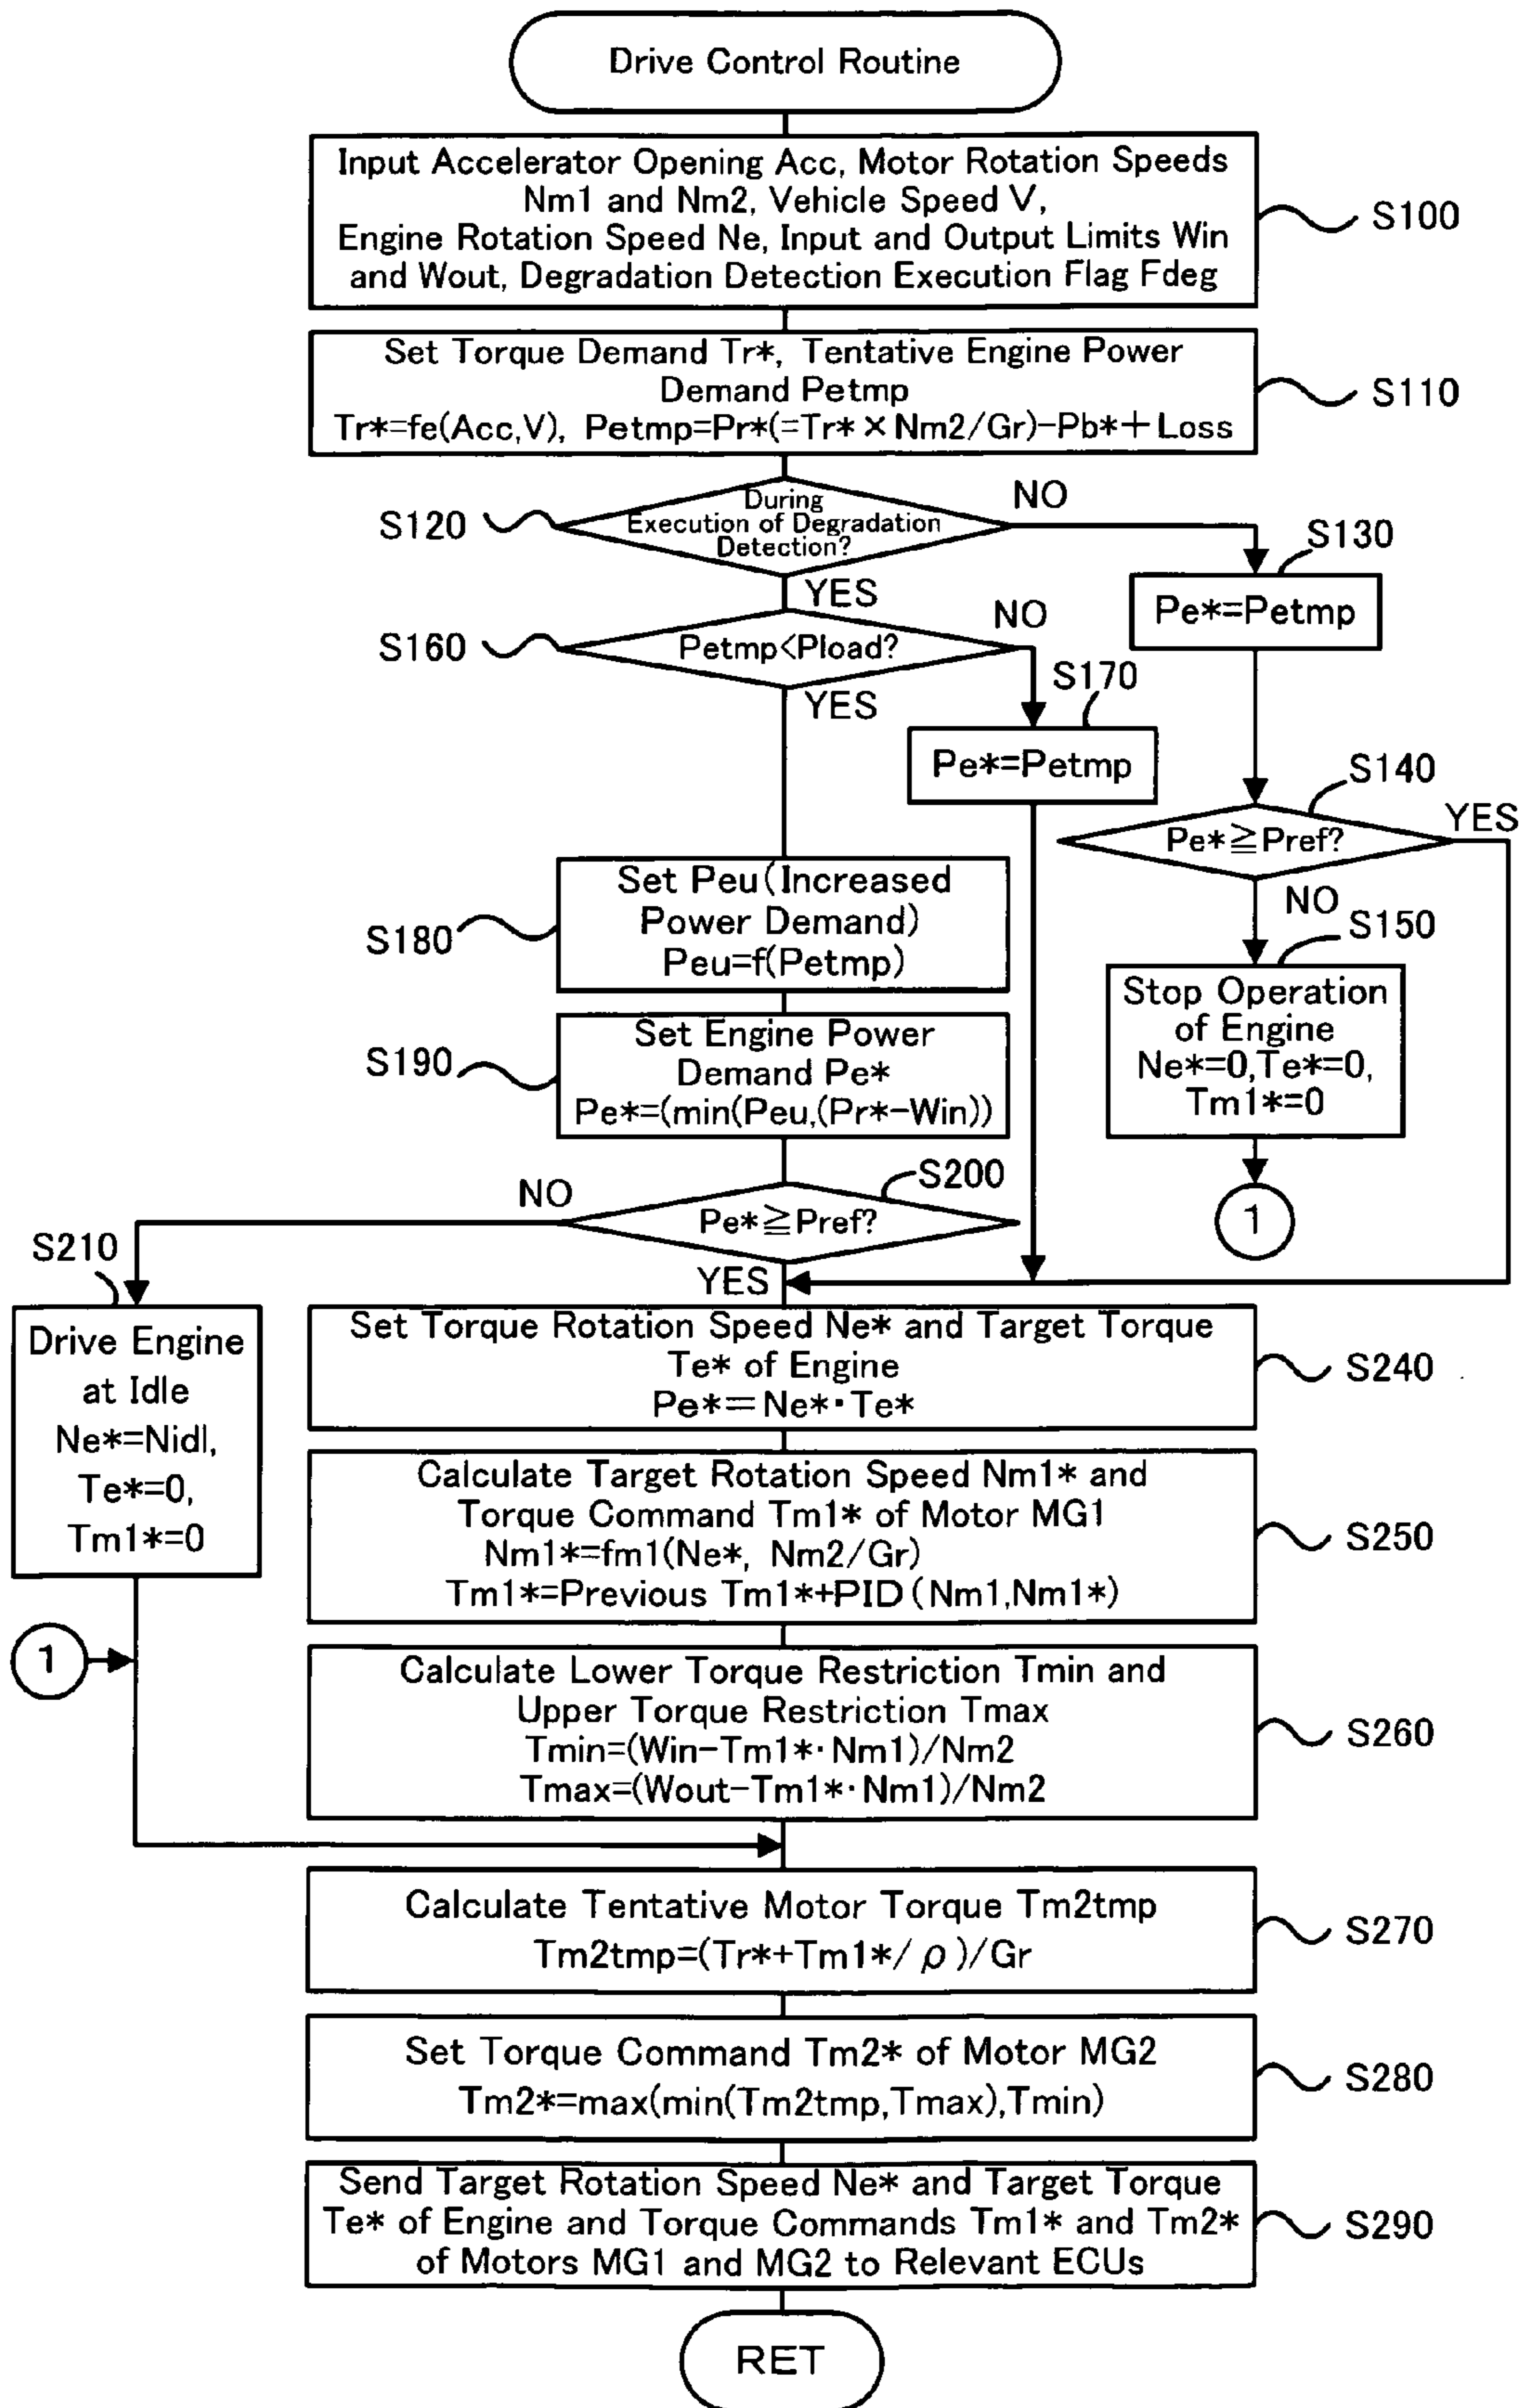 Drive Control Routine
Input Accelerator Opening Acc, Motor Rotation Speeds
Nm1 and Nm2, Vehicle Speed V,
Engine Rotation Speed Ne, Input and Output Limits Win
and Wout, Degradation Detection Execution Flag Fdeg
S100
Set Torque Demand Tr*, Tentative Engine Power
Demand Petmp
Tr*=fe(Acc,V), Petmp=Pr*(=Tr*×Nm2/Gr)-Pb*+Loss
S110
During
Execution of Degradation
Detection?
S120
NO
YES
S130
Pe*=Petmp
S160
Petmp<Pload?
NO
YES
S170
Pe*=Petmp
S140
Pe*≧Pref?
YES
NO
S150
Stop Operation
of Engine
Ne*=0,Te*=0,
Tm1*=0
1
Set Peu(Increased
Power Demand)
Peu=f(Petmp)
S180
Set Engine Power
Demand Pe*
Pe*=(min(Peu,(Pr*-Win))
S190
S200
Pe*≧Pref?
NO
YES
S210
Drive Engine
at Idle
Ne*=Nidl,
Te*=0,
Tm1*=0
1
Set Torque Rotation Speed Ne* and Target Torque
Te* of Engine
Pe*=Ne*·Te*
S240
Calculate Target Rotation Speed Nm1* and
Torque Command Tm1* of Motor MG1
Nm1*=fm1(Ne*, Nm2/Gr)
Tm1*=Previous Tm1*+PID(Nm1,Nm1*)
S250
Calculate Lower Torque Restriction Tmin and
Upper Torque Restriction Tmax
Tmin=(Win-Tm1*·Nm1)/Nm2
Tmax=(Wout-Tm1*·Nm1)/Nm2
S260
Calculate Tentative Motor Torque Tm2tmp
Tm2tmp=(Tr*+Tm1*/ρ)/Gr
S270
Set Torque Command Tm2* of Motor MG2
Tm2*=max(min(Tm2tmp,Tmax),Tmin)
S280
Send Target Rotation Speed Ne* and Target Torque
Te* of Engine and Torque Commands Tm1* and Tm2*
of Motors MG1 and MG2 to Relevant ECUs
S290
RET